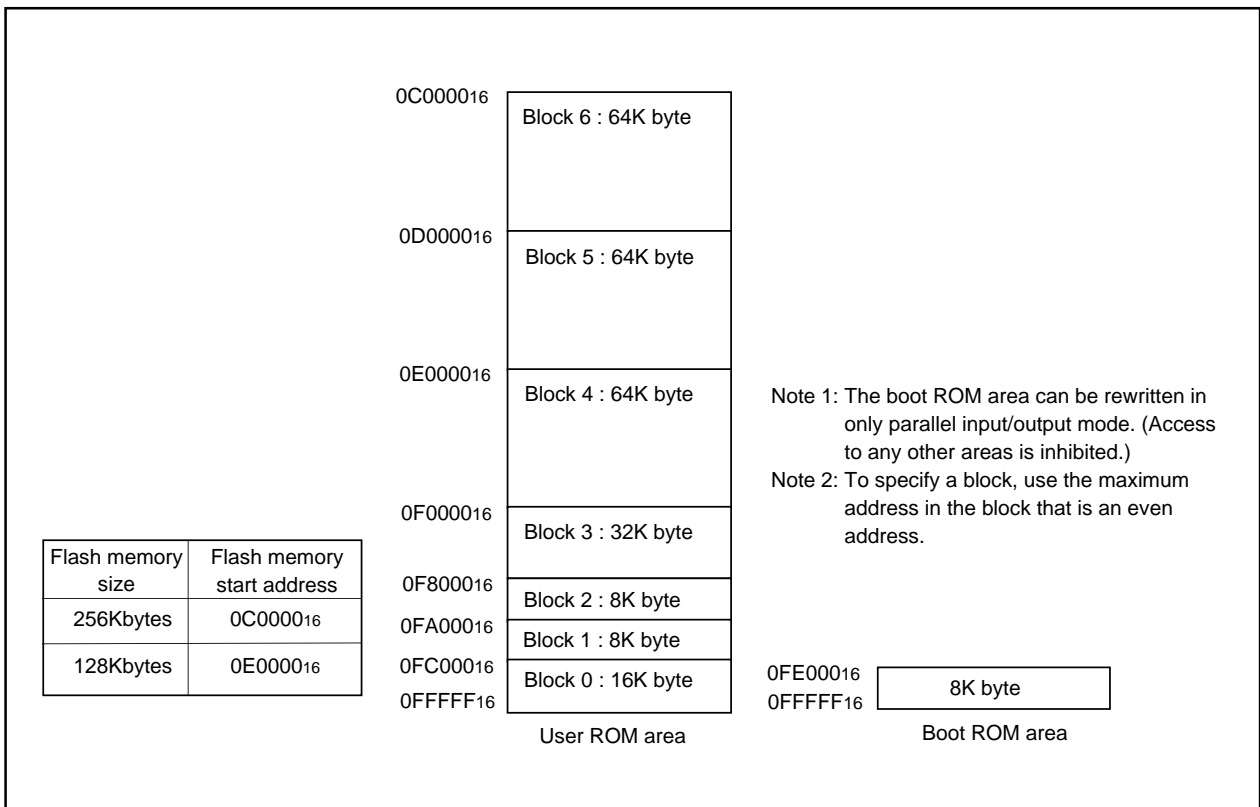 0C000016
Block 6 : 64K byte
0D000016
Block 5 : 64K byte
0E000016
Block 4 : 64K byte
0F000016
Block 3 : 32K byte
0F800016
Block 2 : 8K byte
0FA00016
Block 1 : 8K byte
0FC00016
Block 0 : 16K byte
0FFFFF16
User ROM area
Note 1: The boot ROM area can be rewritten in
only parallel input/output mode. (Access
to any other areas is inhibited.)
Note 2: To specify a block, use the maximum
address in the block that is an even
address.
Flash memory size
Flash memory start address
256Kbytes
0C000016
128Kbytes
0E000016
0FE00016
8K byte
0FFFFF16
Boot ROM area